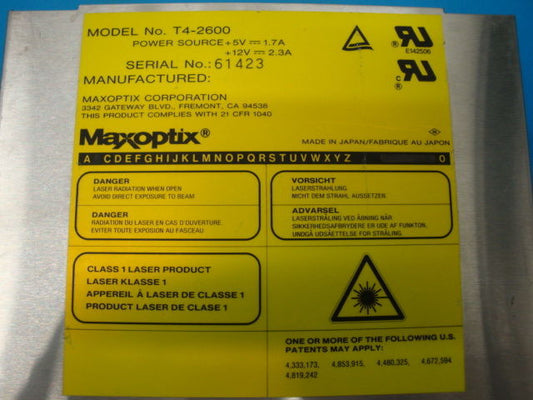 MODEL No. T4-2600
POWER SOURCE +5V ⎓ 1.7A
+12V ⎓ 2.3A
SERIAL No.: 61423
MANUFACTURED:
MAXOPTIX CORPORATION
3342 GATEWAY BLVD., FREMONT, CA 94538
THIS PRODUCT COMPLIES WITH 21 CFR 1040
E142506
Maxoptix®
MADE IN JAPAN/FABRIQUE AU JAPON
A CDEFGHIJKLMNOPQRSTUVWXYZ 0
DANGER
LASER RADIATION WHEN OPEN
AVOID DIRECT EXPOSURE TO BEAM
DANGER
RADIATION DU LASER EN CAS D'OUVERTURE
EVITER TOUTE EXPOSION AU FASCEAU
VORSICHT
LASERSTRAHLUNG
NICHT DEM STRAHL AUSSETZEN.
ADVARSEL
LASERSTRÅLING VED ÅBNING NÅR
SIKKERHEDSAFBRYDERE ER UDE AF FUNKTON.
UNDGÅ UDSÅETTELSE FOR STRÅLING.
CLASS 1 LASER PRODUCT
LASER KLASSE 1
APPAREIL À LASER DE CLASSE 1
PRODUCT LASER DE CLASE 1
ONE OR MORE OF THE FOLLOWING U.S.
PATENTS MAY APPLY:
4,333,173, 4,853,915, 4,480,325, 4,672,594
4,819,242